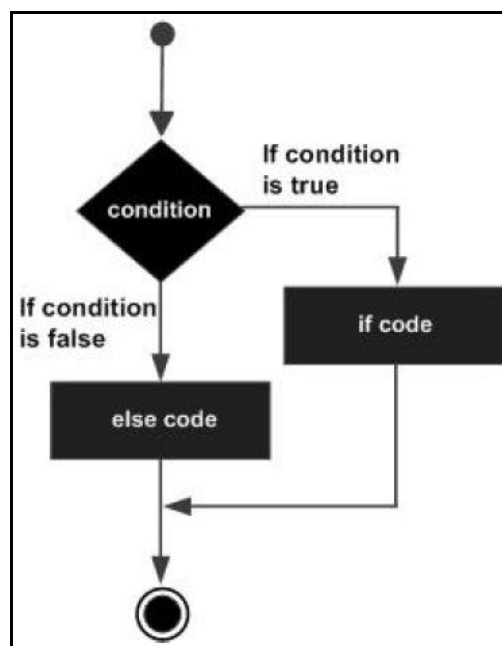 If condition
is true
condition
If condition
is false
if code
else code